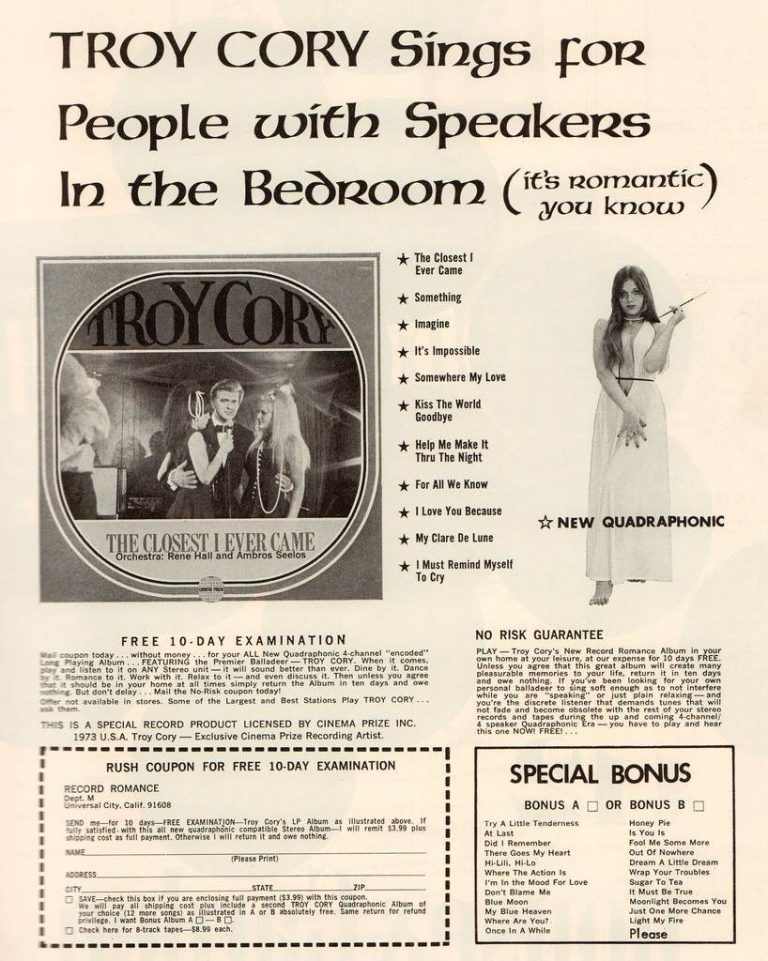 TROY CORY Sings for
People with Speakers
In the Bedroom (it's romantic
you know)
TROY CORY
THE CLOSEST I EVER CAME
Orchestra: Rene Hall and Ambros Seelos
★ The Closest I
Ever Came
★ Something
★ Imagine
★ It's Impossible
★ Somewhere My Love
★ Kiss The World
Goodbye
★ Help Me Make It
Thru The Night
★ For All We Know
★ I Love You Because
★ My Clare De Lune
★ I Must Remind Myself
To Cry
☆ NEW QUADRAPHONIC
FREE 10-DAY EXAMINATION
Mail coupon today . . . without money . . . for your ALL New Quadraphonic 4-channel "encoded"
Long Playing Album . . . FEATURING the Premier Balladeer — TROY CORY. When it comes,
play and listen to it on ANY Stereo unit — it will sound better than ever. Dine by it. Dance
by it. Romance to it. Work with it. Relax to it — and even discuss it. Then unless you agree
that it should be in your home at all times simply return the Album in ten days and owe
nothing. But don't delay . . . Mail the No-Risk coupon today!
Offer not available in stores. Some of the Largest and Best Stations Play TROY CORY . . .
ask them.
THIS IS A SPECIAL RECORD PRODUCT LICENSED BY CINEMA PRIZE INC.
1973 U.S.A. Troy Cory — Exclusive Cinema Prize Recording Artist.
NO RISK GUARANTEE
PLAY — Troy Cory's New Record Romance Album in your
own home at your leisure, at our expense for 10 days FREE.
Unless you agree that this great album will create many
pleasurable memories to your life, return it in ten days
and owe nothing. If you've been looking for your own
personal balladeer to sing soft enough as to not interfere
while you are "speaking" or just plain relaxing — and
you're the discrete listener that demands tunes that will
not fade and become obsolete with the rest of your stereo
records and tapes during the up and coming 4-channel/
4 speaker Quadraphonic Era — you have to play and hear
this one NOW! FREE! . . .
RUSH COUPON FOR FREE 10-DAY EXAMINATION
RECORD ROMANCE
Dept. M
Universal City, Calif. 91608
SEND me—for 10 days—FREE EXAMINATION—Troy Cory's LP Album as illustrated above. If
fully satisfied with this all new quadraphonic compatible Stereo Album—I will remit $3.99 plus
shipping cost as full payment. Otherwise I will return it and owe nothing.
NAME
(Please Print)
ADDRESS
CITY STATE ZIP
☐ SAVE—check this box if you are enclosing full payment ($3.99) with this coupon.
We will pay all shipping cost plus include a second TROY CORY Quadraphonic Album of
your choice (12 more songs) as illustrated in A or B absolutely free. Same return for refund
privilege. I want Bonus Album A ☐ — B ☐.
☐ Check here for 8-track tapes—$8.99 each.
SPECIAL BONUS
BONUS A ☐ OR BONUS B ☐
Try A Little Tenderness
At Last
Did I Remember
There Goes My Heart
Hi-Lili, Hi-Lo
Where The Action Is
I'm In the Mood For Love
Don't Blame Me
Blue Moon
My Blue Heaven
Where Are You?
Once In A While
Honey Pie
Is You Is
Fool Me Some More
Out Of Nowhere
Dream A Little Dream
Wrap Your Troubles
Sugar To Tea
It Must Be True
Moonlight Becomes You
Just One More Chance
Light My Fire
Please